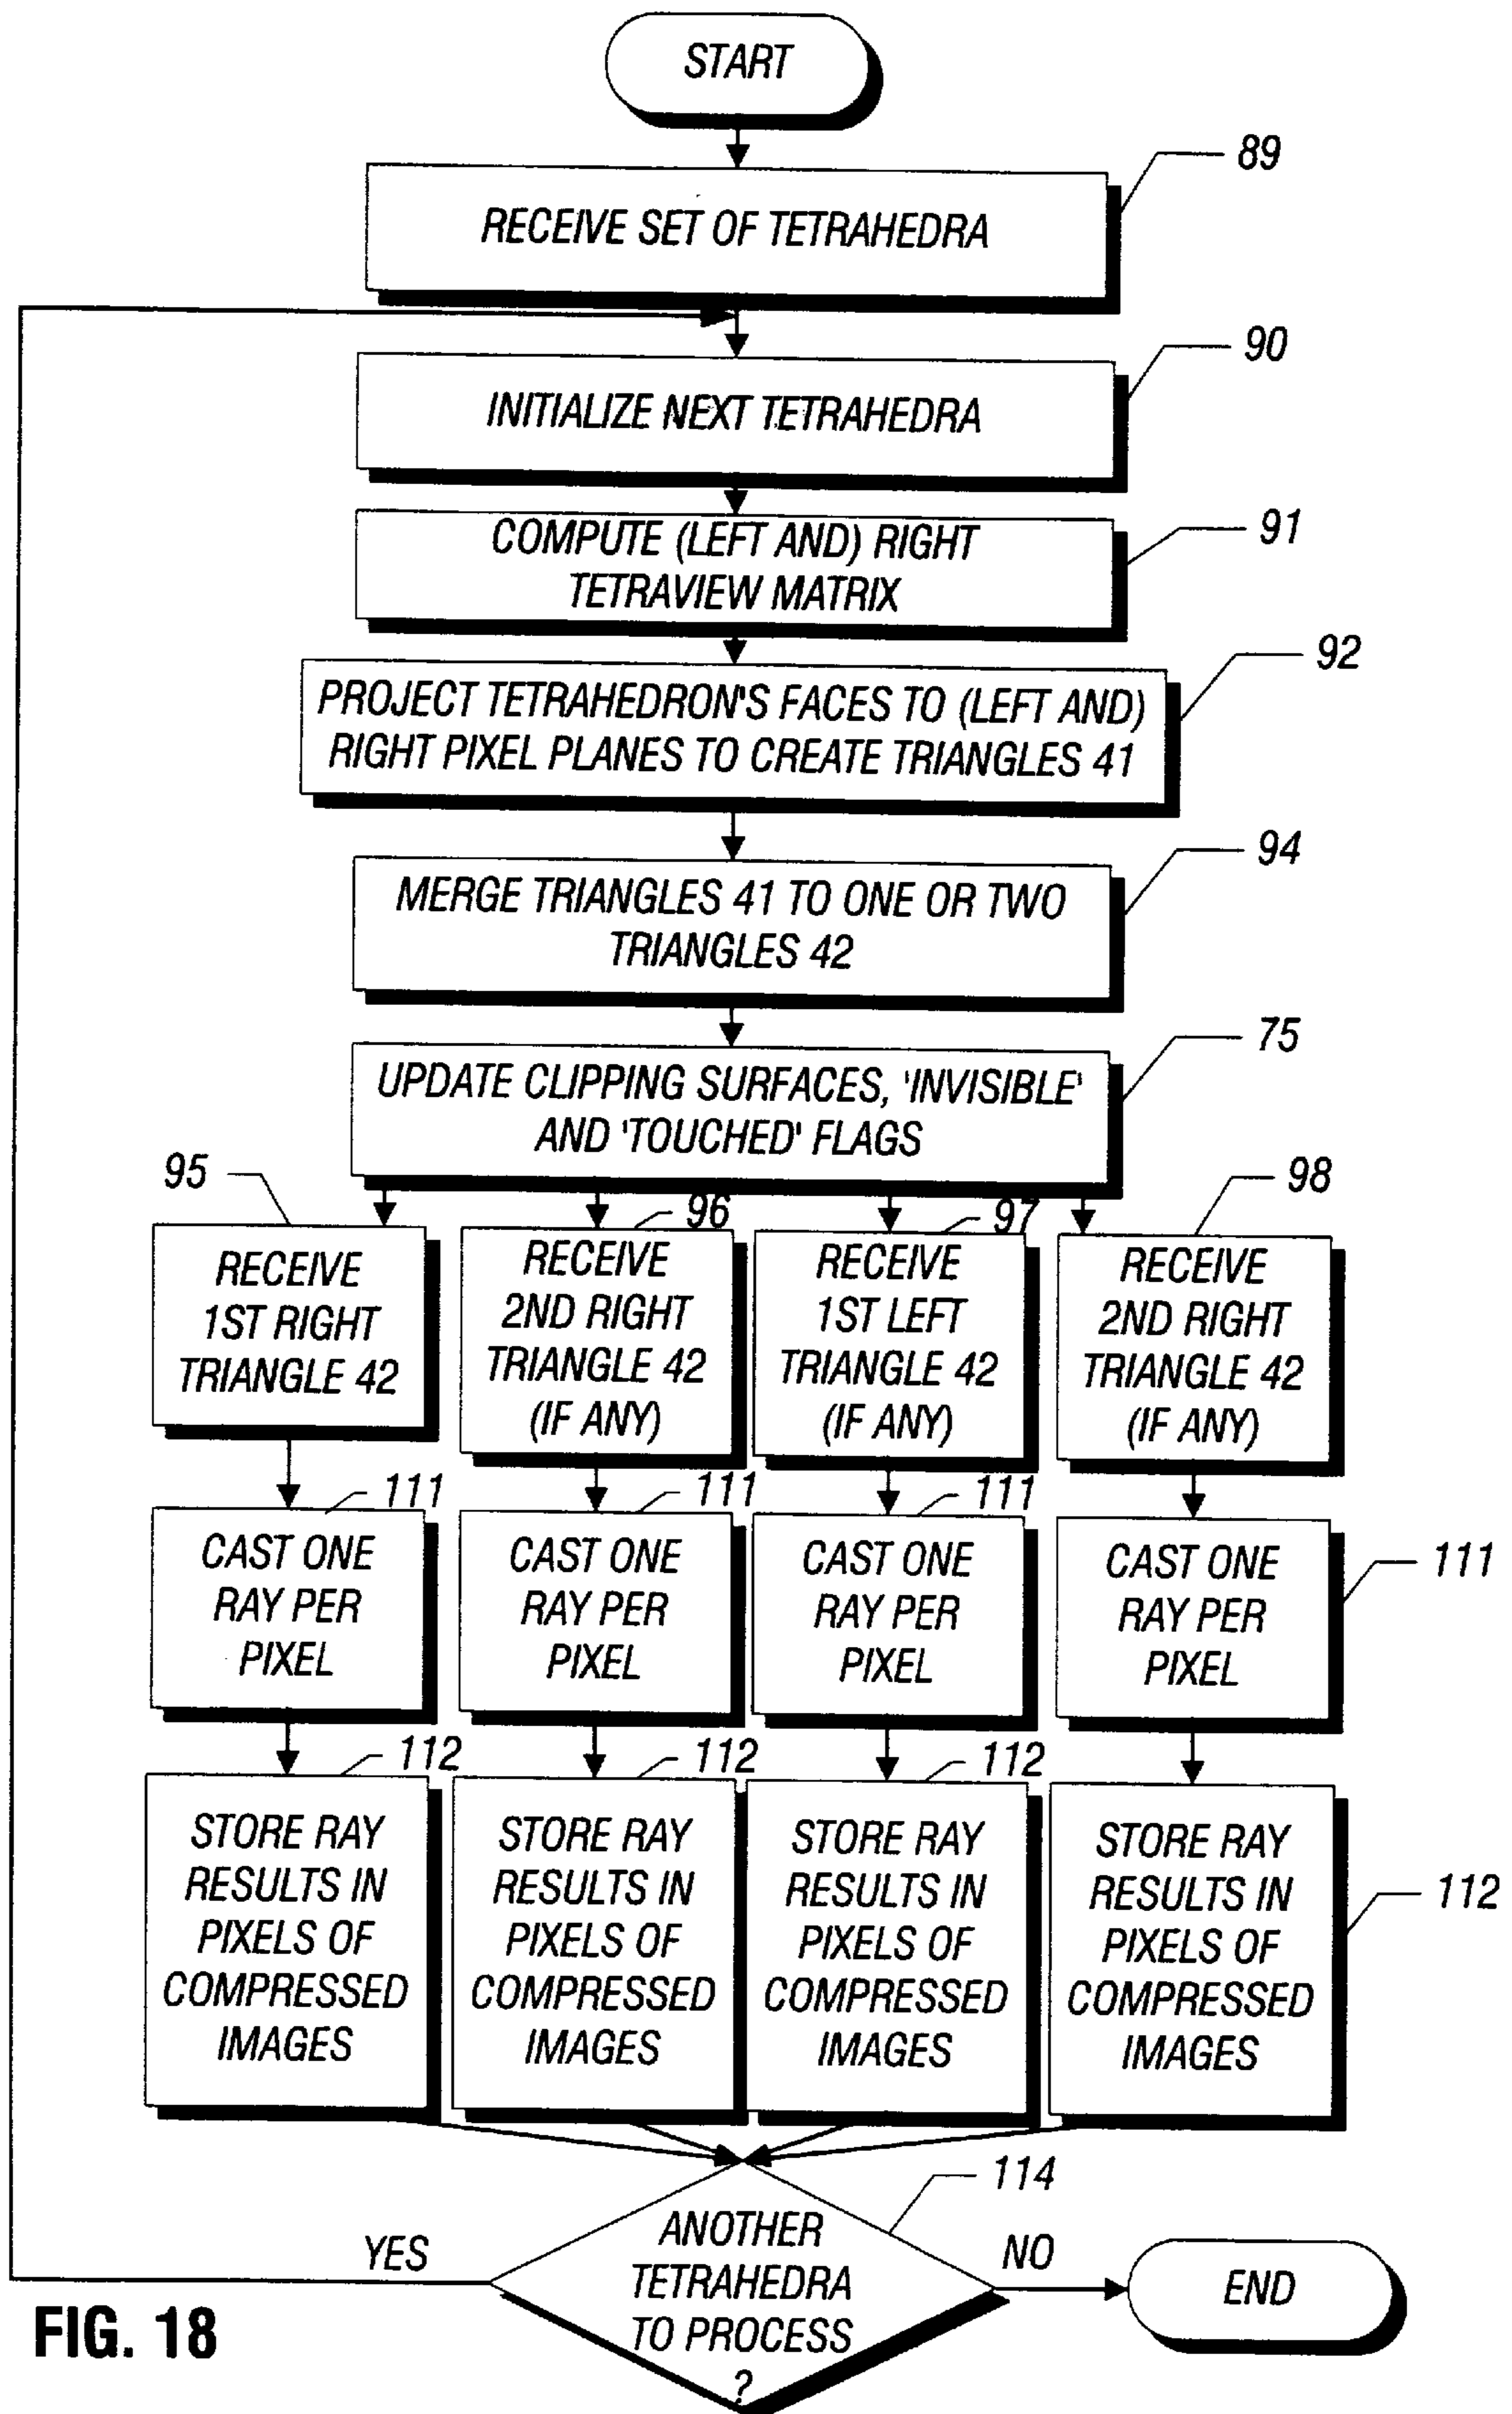 START
89
RECEIVE SET OF TETRAHEDRA
90
INITIALIZE NEXT TETRAHEDRA
91
COMPUTE (LEFT AND) RIGHT
TETRAVIEW MATRIX
92
PROJECT TETRAHEDRON'S FACES TO (LEFT AND)
RIGHT PIXEL PLANES TO CREATE TRIANGLES 41
94
MERGE TRIANGLES 41 TO ONE OR TWO
TRIANGLES 42
75
UPDATE CLIPPING SURFACES, 'INVISIBLE'
AND 'TOUCHED' FLAGS
95
RECEIVE
1ST RIGHT
TRIANGLE 42
96
RECEIVE
2ND RIGHT
TRIANGLE 42
(IF ANY)
97
RECEIVE
1ST LEFT
TRIANGLE 42
(IF ANY)
98
RECEIVE
2ND RIGHT
TRIANGLE 42
(IF ANY)
111
CAST ONE
RAY PER
PIXEL
111
CAST ONE
RAY PER
PIXEL
111
CAST ONE
RAY PER
PIXEL
111
CAST ONE
RAY PER
PIXEL
112
STORE RAY
RESULTS IN
PIXELS OF
COMPRESSED
IMAGES
112
STORE RAY
RESULTS IN
PIXELS OF
COMPRESSED
IMAGES
112
STORE RAY
RESULTS IN
PIXELS OF
COMPRESSED
IMAGES
112
STORE RAY
RESULTS IN
PIXELS OF
COMPRESSED
IMAGES
114
ANOTHER
TETRAHEDRA
TO PROCESS
?
YES
NO
END
FIG. 18